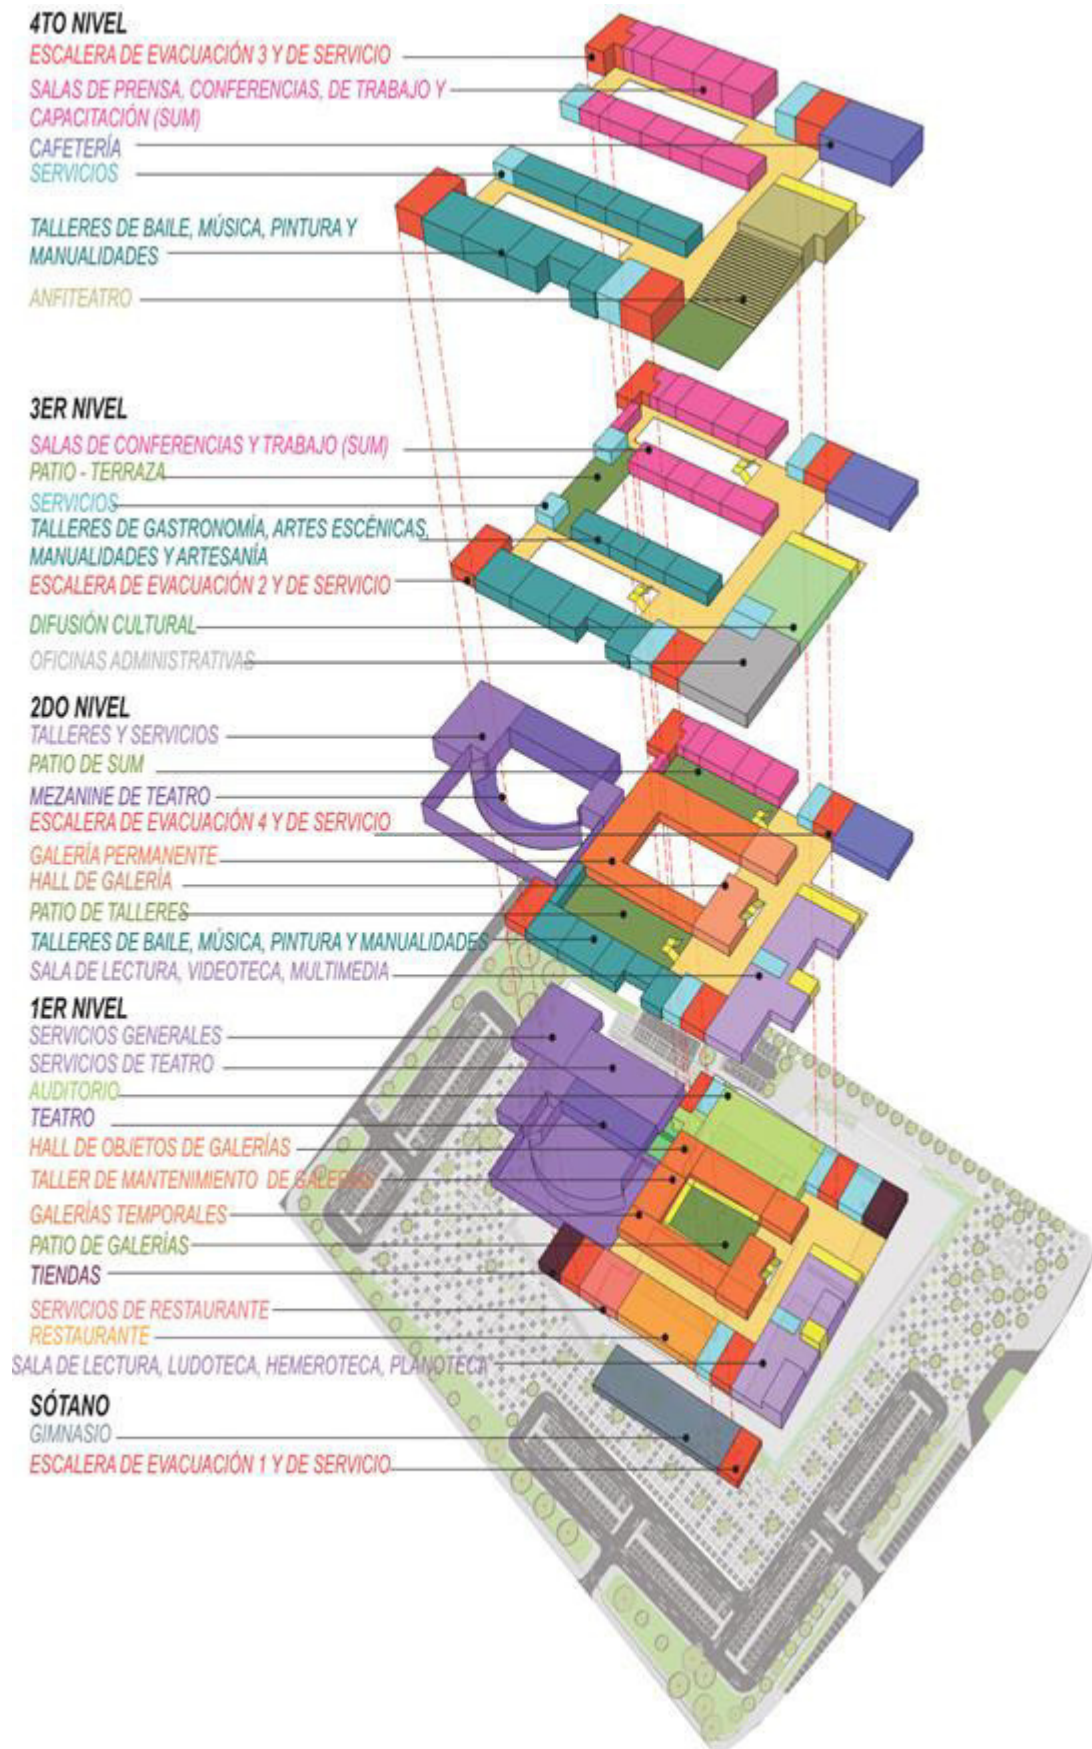 4TO NIVEL
ESCALERA DE EVACUACIÓN 3 Y DE SERVICIO
SALAS DE PRENSA, CONFERENCIAS, DE TRABAJO Y
CAPACITACIÓN (SUM)
CAFETERÍA
SERVICIOS
TALLERES DE BAILE, MÚSICA, PINTURA Y
MANUALIDADES
ANFITEATRO
3ER NIVEL
SALAS DE CONFERENCIAS Y TRABAJO (SUM)
PATIO - TERRAZA
SERVICIOS
TALLERES DE GASTRONOMÍA, ARTES ESCÉNICAS,
MANUALIDADES Y ARTESANÍA
ESCALERA DE EVACUACIÓN 2 Y DE SERVICIO
DIFUSIÓN CULTURAL
OFICINAS ADMINISTRATIVAS
2DO NIVEL
TALLERES Y SERVICIOS
PATIO DE SUM
MEZANINE DE TEATRO
ESCALERA DE EVACUACIÓN 4 Y DE SERVICIO
GALERÍA PERMANENTE
HALL DE GALERÍA
PATIO DE TALLERES
TALLERES DE BAILE, MÚSICA, PINTURA Y MANUALIDADES
SALA DE LECTURA, VIDEOTECA, MULTIMEDIA
1ER NIVEL
SERVICIOS GENERALES
SERVICIOS DE TEATRO
AUDITORIO
TEATRO
HALL DE OBJETOS DE GALERÍAS
TALLER DE MANTENIMIENTO DE GALERÍAS
GALERÍAS TEMPORALES
PATIO DE GALERÍAS
TIENDAS
SERVICIOS DE RESTAURANTE
RESTAURANTE
SALA DE LECTURA, LUDOTECA, HEMEROTECA, PLANOTECA
SÓTANO
GIMNASIO
ESCALERA DE EVACUACIÓN 1 Y DE SERVICIO